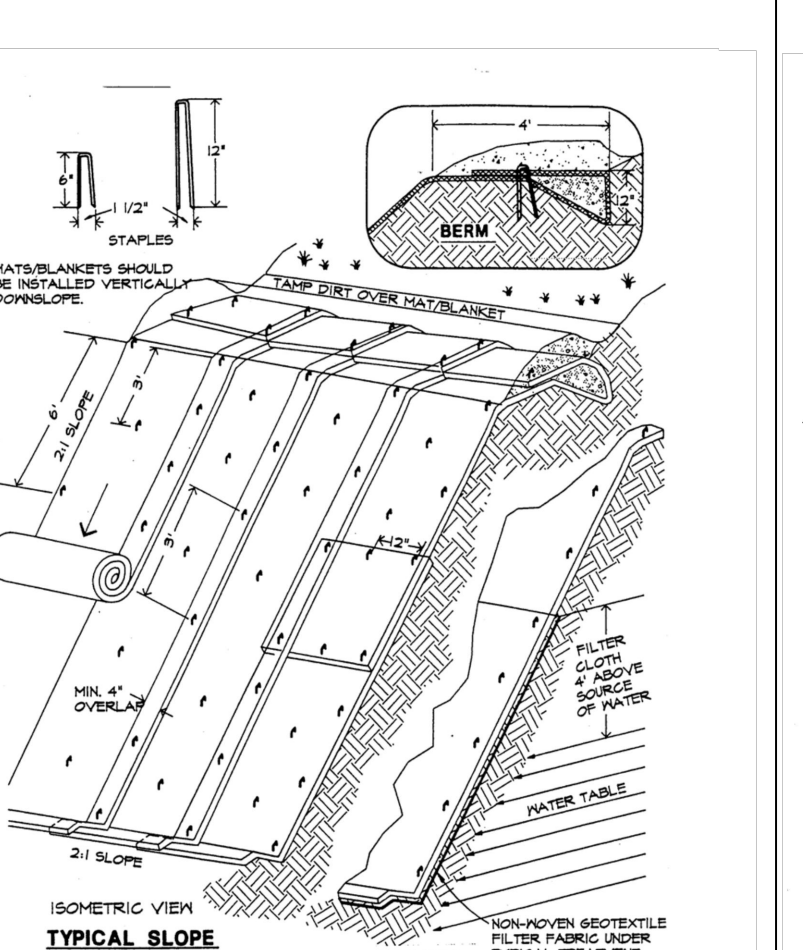 4'
12"
6"
1 1/2"
12"
BERM
STAPLES
MATS/BLANKETS SHOULD
BE INSTALLED VERTICALLY
DOWNSLOPE.
TAMP DIRT OVER MAT/BLANKET
3'
6'
2:1 SLOPE
3'
12"
FILTER
CLOTH
4' ABOVE
SOURCE
OF WATER
MIN. 4"
OVERLAP
WATER TABLE
2:1 SLOPE
ISOMETRIC VIEW
TYPICAL SLOPE
NON-WOVEN GEOTEXTILE
FILTER FABRIC UNDER